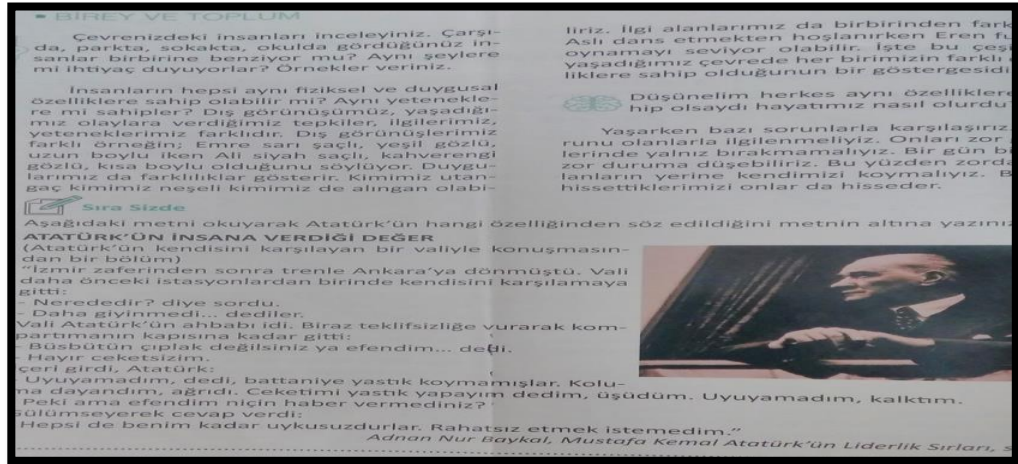 • BİREY VE TOPLUM
Çevrenizdeki insanları inceleyiniz. Çarşı-
da, parkta, sokakta, okulda gördüğünüz in-
sanlar birbirine benziyor mu? Aynı şeylere
mi ihtiyaç duyuyorlar? Örnekler veriniz.
İnsanların hepsi aynı fiziksel ve duygusal
özelliklere sahip olabilir mi? Aynı yetenekle-
re mi sahipler? Dış görünüşümüz, yaşadığı-
mız olaylara verdiğimiz tepkiler, ilgilerimiz,
yeteneklerimiz farklıdır. Dış görünüşlerimiz
farklı örneğin; Emre sarı saçlı, yeşil gözlü,
uzun boylu iken Ali siyah saçlı, kahverengi
gözlü, kısa boylu olduğunu söylüyor. Duygu-
larımız da farklılıklar gösterir. Kimimiz utan-
gaç kimimiz neşeli kimimiz de alıngan olabi-
liriz. İlgi alanlarımız da birbirinden fark
Aslı dans etmekten hoşlanırken Eren fu
oynamayı seviyor olabilir. İşte bu çeşi
yaşadığımız çevrede her birimizin farklı
liklere sahip olduğunun bir göstergesidi
Düşünelim herkes aynı özelliklere
hip olsaydı hayatımız nasıl olurdu
Yaşarken bazı sorunlarla karşılaşırız.
runu olanlarla ilgilenmeliyiz. Onları zor
lerinde yalnız bırakmamalıyız. Bir gün b
zor duruma düşebiliriz. Bu yüzden zorda
lanların yerine kendimizi koymalıyız. B
hissettiklerimizi onlar da hisseder.
Sıra Sizde
Aşağıdaki metni okuyarak Atatürk'ün hangi özelliğinden söz edildiğini metnin altına yazınız
ATATÜRK'ÜN İNSANA VERDİĞİ DEĞER
(Atatürk'ün kendisini karşılayan bir valiyle konuşmasın-
dan bir bölüm)
"İzmir zaferinden sonra trenle Ankara'ya dönmüştü. Vali
daha önceki istasyonlardan birinde kendisini karşılamaya
gitti:
- Nerededir? diye sordu.
- Daha giyinmedi... dediler.
Vali Atatürk'ün ahbabı idi. Biraz teklifsizliğe vurarak kom-
partımanın kapısına kadar gitti:
- Büsbütün çıplak değilsiniz ya efendim... dedi.
- Hayır ceketsizim.
çeri girdi, Atatürk:
- Uyuyamadım, dedi, battaniye yastık koymamışlar. Kolu-
ma dayandım, ağrıdı. Ceketimi yastık yapayım dedim, üşüdüm. Uyuyamadım, kalktım.
Peki ama efendim niçin haber vermediniz?
Gülümseyerek cevap verdi:
Hepsi de benim kadar uykusuzdurlar. Rahatsız etmek istemedim."
Adnan Nur Baykal, Mustafa Kemal Atatürk'ün Liderlik Sırları, s